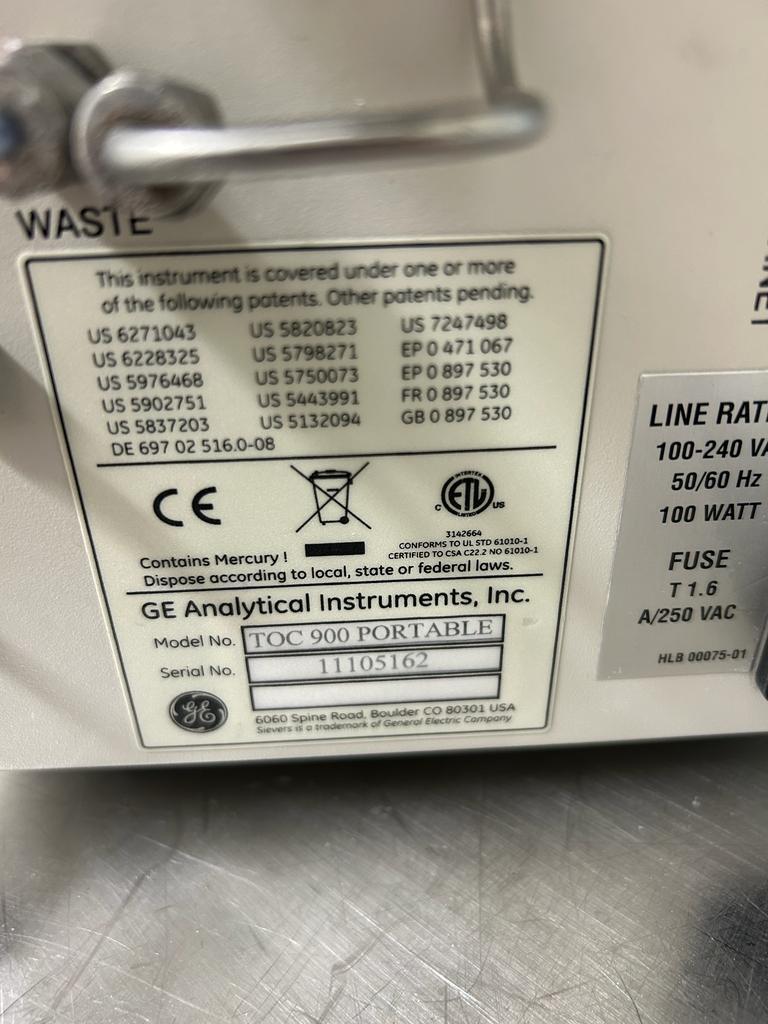 WASTE
This instrument is covered under one or more
of the following patents. Other patents pending.
US 6271043 US 5820823 US 7247498
US 6228325 US 5798271 EP 0 471 067
US 5976468 US 5750073 EP 0 897 530
US 5902751 US 5443991 FR 0 897 530
US 5837203 US 5132094 GB 0 897 530
DE 697 02 516.0-08
CE
INTERTEK
C ETL US
LISTED
3142664
CONFORMS TO UL STD 61010-1
CERTIFIED TO CSA C22.2 NO 61010-1
Contains Mercury !
Dispose according to local, state or federal laws.
GE Analytical Instruments, Inc.
Model No. TOC 900 PORTABLE
Serial No. 11105162
GE
6060 Spine Road, Boulder CO 80301 USA
Sievers is a trademark of General Electric Company
LINE RATI
100-240 VA
50/60 Hz
100 WATT
FUSE
T 1.6
A/250 VAC
HLB 00075-01